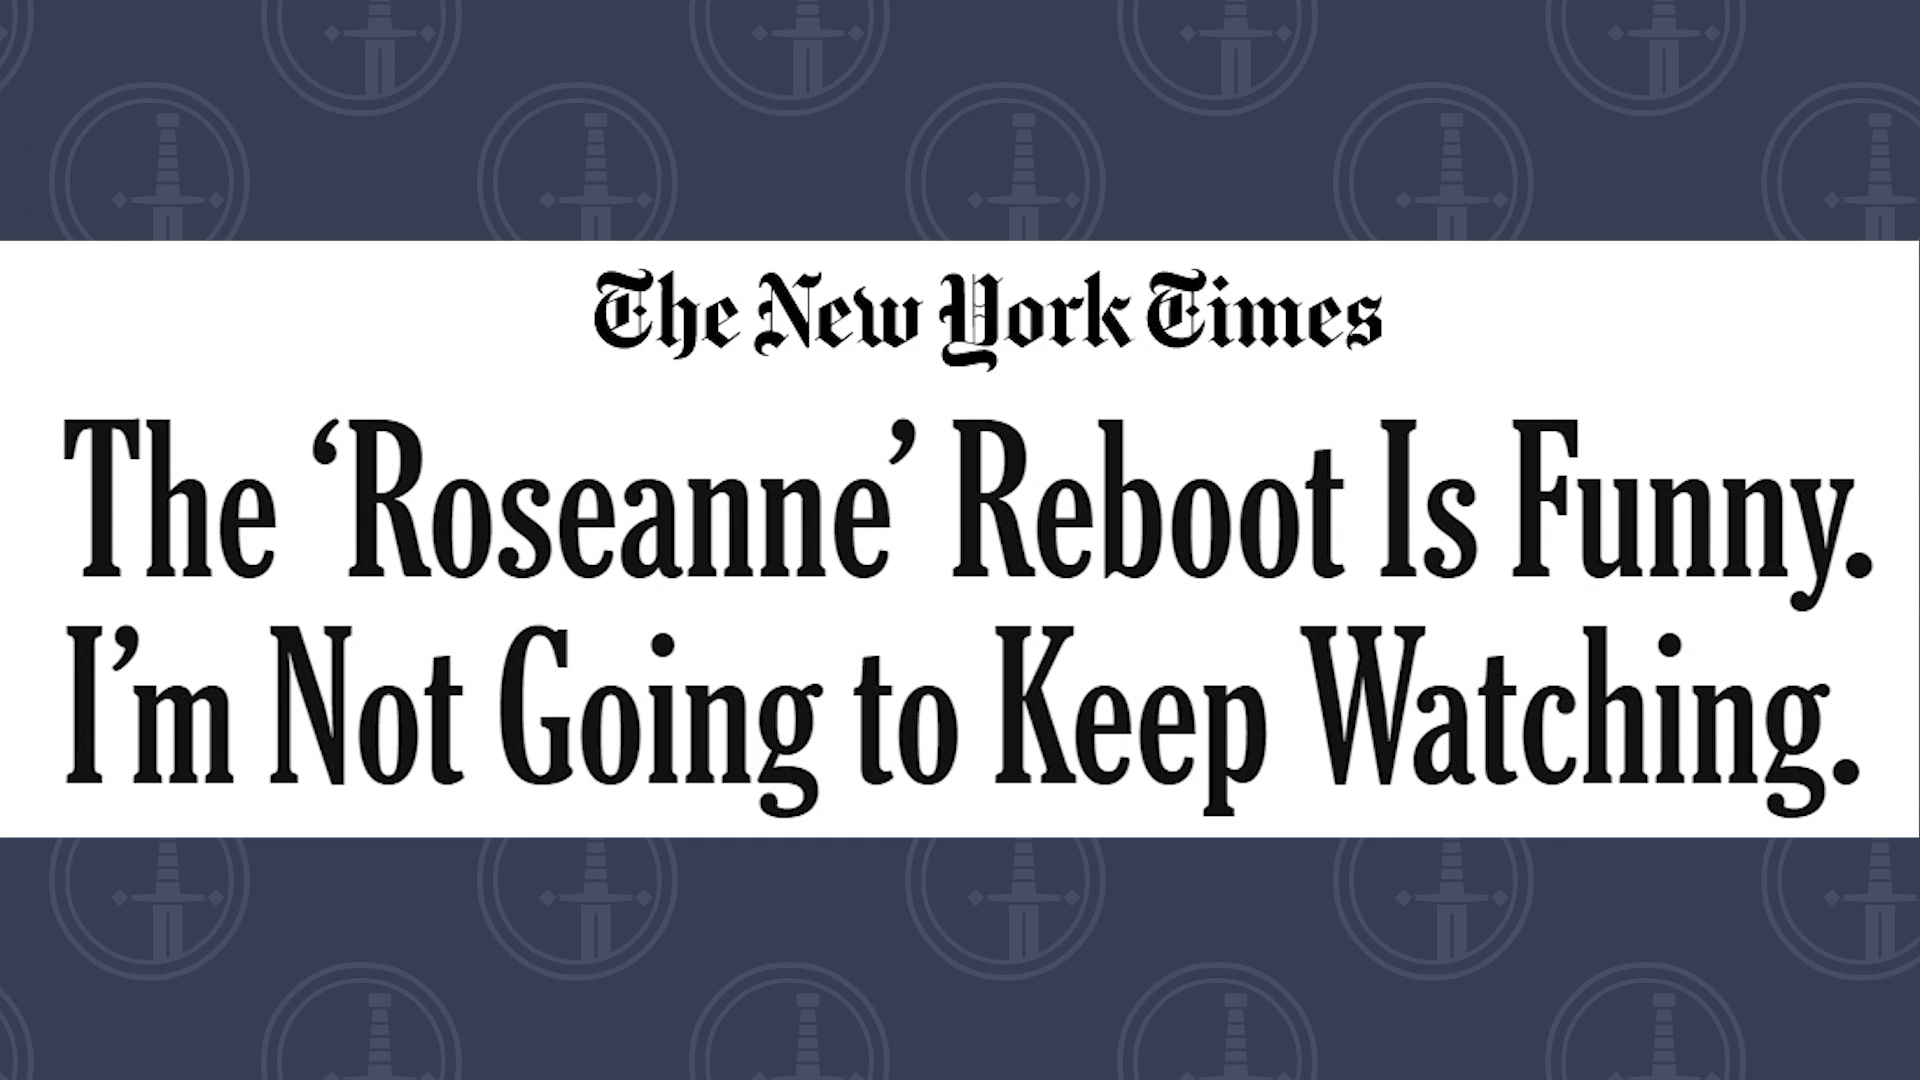 The New York Times
The ‘Roseanne’ Reboot Is Funny.
I’m Not Going to Keep Watching.